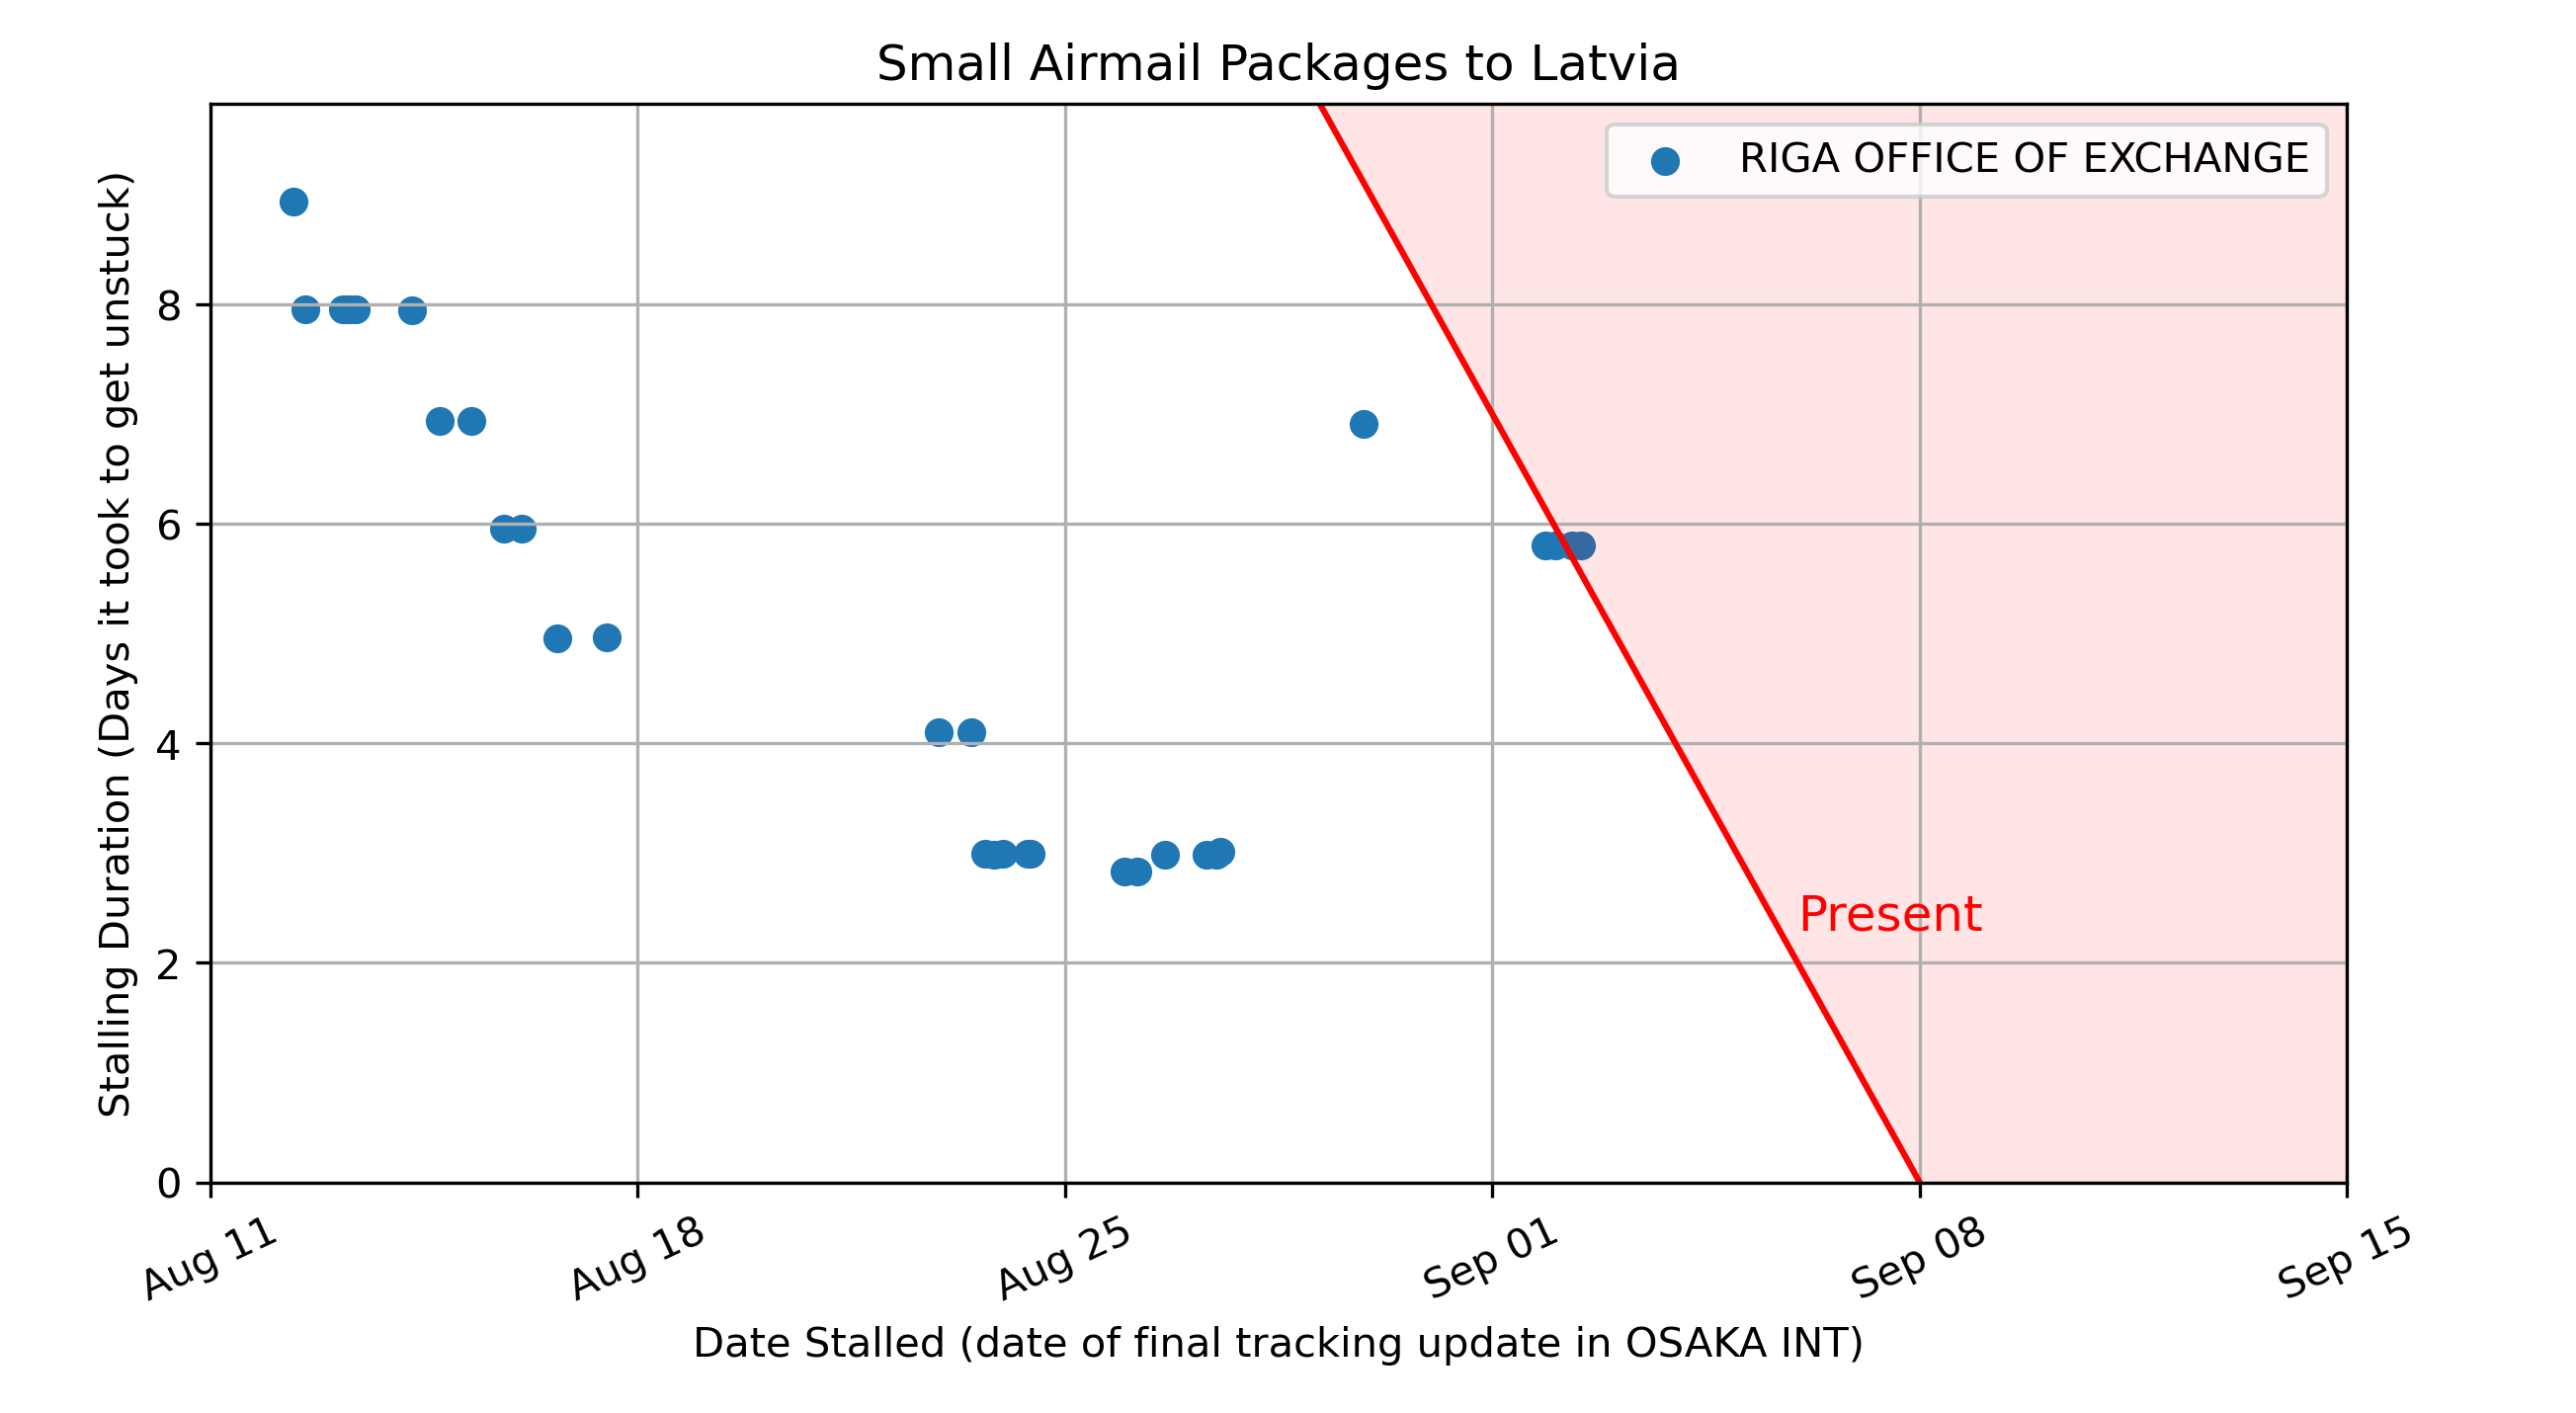 Small Airmail Packages to Latvia
RIGA OFFICE OF EXCHANGE
Stalling Duration (Days it took to get unstuck)
8
6
4
2
0
Present
Aug 11
Aug 18
Aug 25
Sep 01
Sep 08
Sep 15
Date Stalled (date of final tracking update in OSAKA INT)